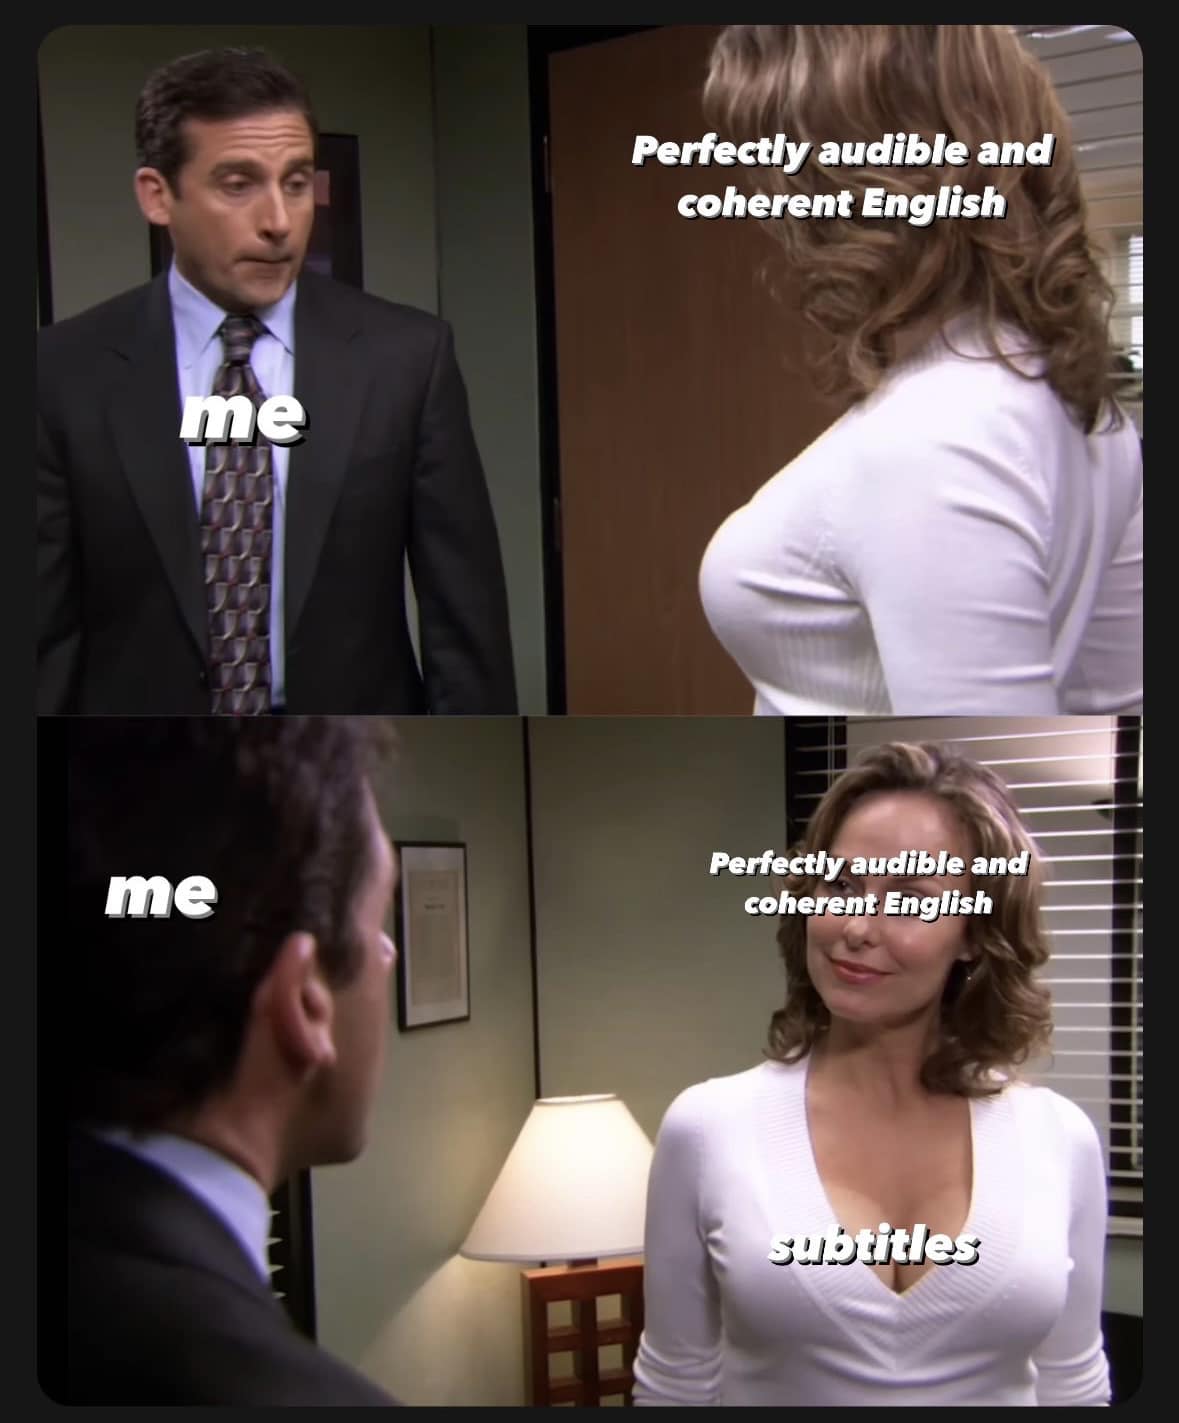 Perfectly audible and
coherent English
me
me
Perfectly audible and
coherent English
subtitles